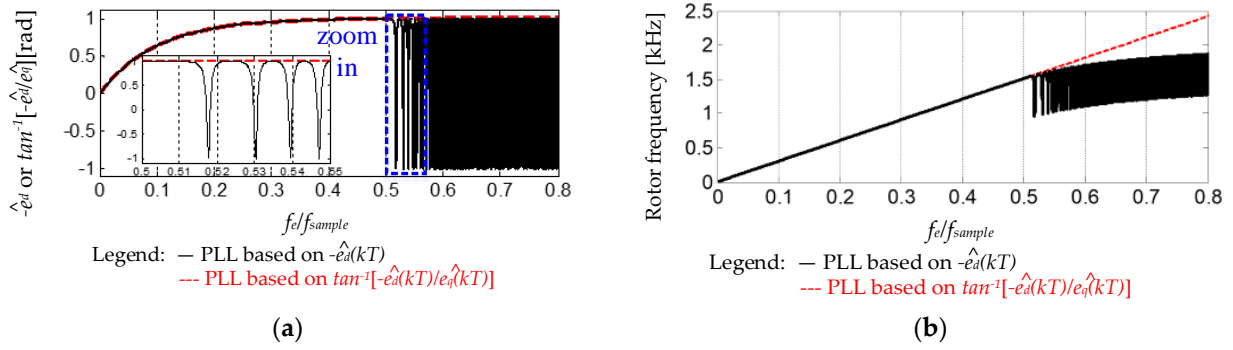 -êd or tan⁻¹[-êd/êq][rad]
1
0.5
0
-0.5
-1
zoom
in
1
0.5
0
-0.5
-1
0.5 0.51 0.52 0.53 0.54 0.55
0 0.1 0.2 0.3 0.4 0.5 0.6 0.7 0.8
fe/fsample
Legend: — PLL based on -êd(kT)
--- PLL based on tan⁻¹[-êd(kT)/êq(kT)]
(a)
Rotor frequency [kHz]
2.5
2.0
1.5
1.0
0.5
0
0 0.1 0.2 0.3 0.4 0.5 0.6 0.7 0.8
fe/fsample
Legend: — PLL based on -êd(kT)
--- PLL based on tan⁻¹[-êd(kT)/êq(kT)]
(b)